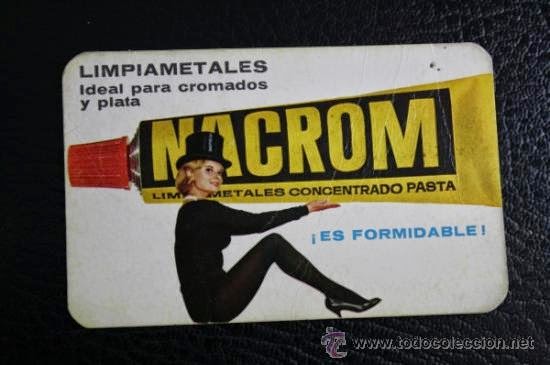 LIMPIAMETALES
Ideal para cromados
y plata
NACROM
LIMPIAMETALES CONCENTRADO PASTA
¡ES FORMIDABLE!
www.todocoleccion.net